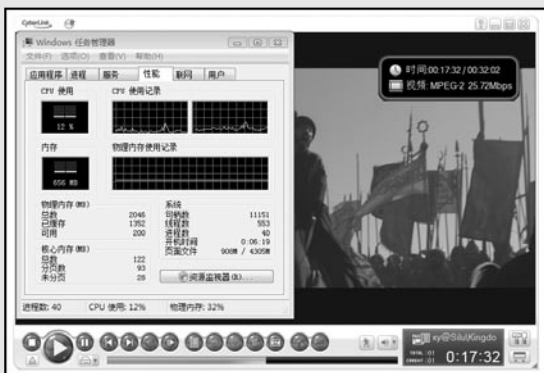 CyberLink
Windows 任务管理器
文件(F) 选项(O) 查看(V) 帮助(H)
应用程序 进程 服务 性能 联网 用户
CPU 使用 CPU 使用记录
12 %
内存 物理内存使用记录
656 MB
物理内存(MB)
总数 2046
已缓存 1352
可用 200
核心内存(MB)
总数 122
分页数 93
未分页 28
系统
句柄数 11151
线程数 553
进程数 40
开机时间 0:06:19
页面文件 900M / 4305M
资源监视器(R)...
进程数: 40 CPU 使用: 12% 物理内存: 32%
时间:00:17:32/00:32:02
视频: MPEG-2 25.72Mbps
xy@Silu\Kingdo
0:17:32